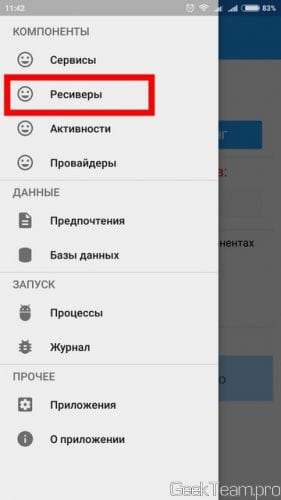 11:42
83%
КОМПОНЕНТЫ
Сервисы
Ресиверы
Активности
Провайдеры
ДАННЫЕ
Предпочтения
Базы данных
ЗАПУСК
Процессы
Журнал
ПРОЧЕЕ
Приложения
О приложении
GeekTeam.pro